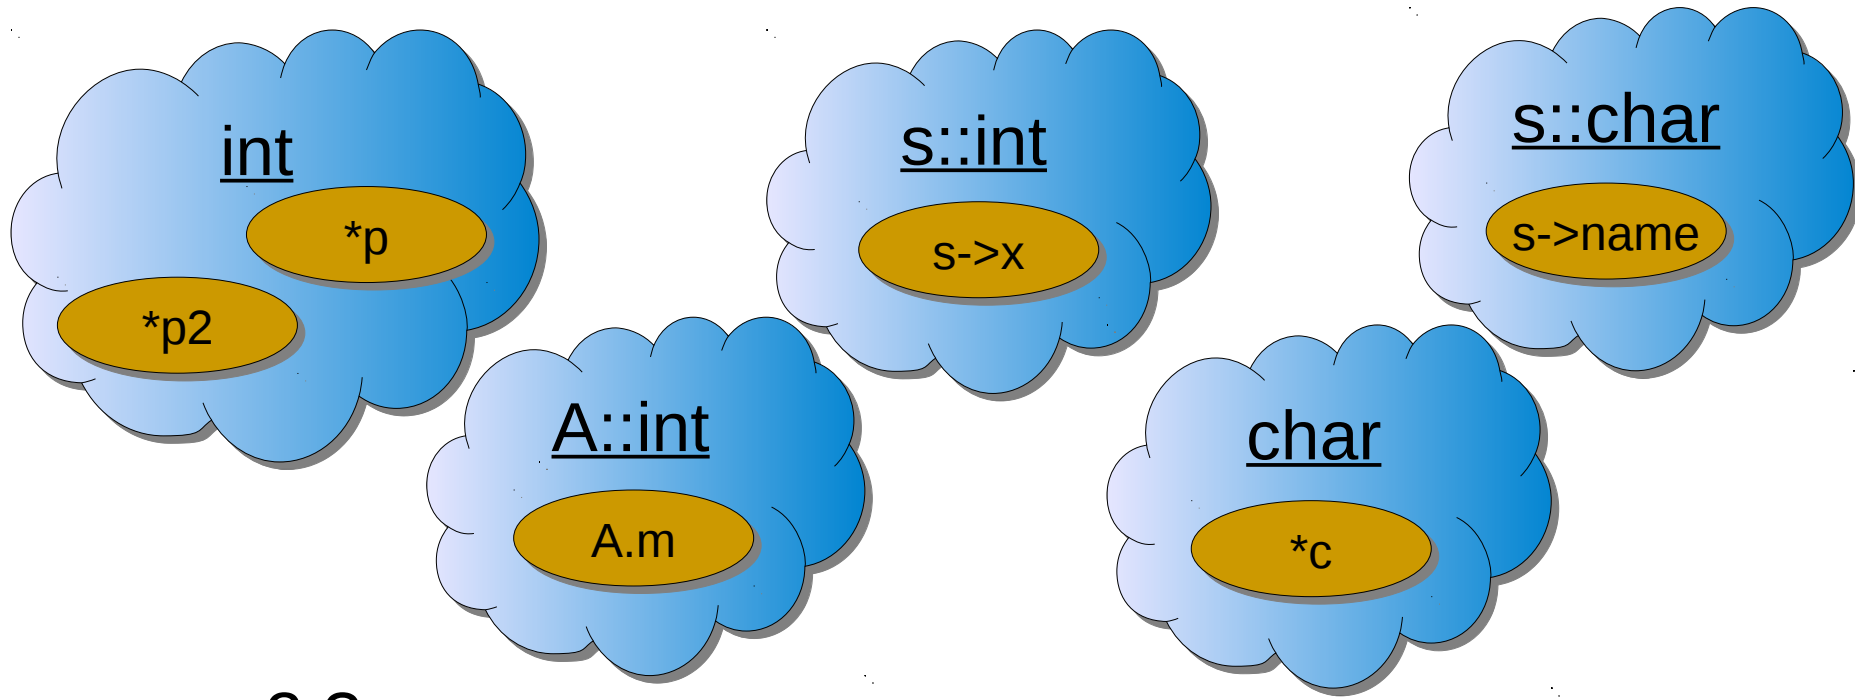 int
*p
*p2
s::int
s->x
s::char
s->name
A::int
A.m
char
*c